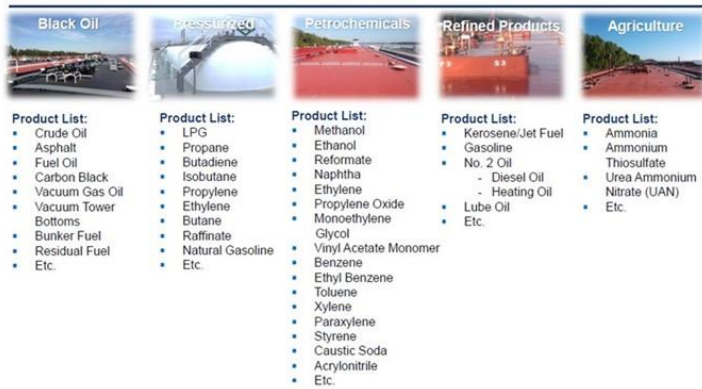 Black Oil
Product List:
Crude Oil
Asphalt
Fuel Oil
Carbon Black
Vacuum Gas Oil
Vacuum Tower
Bottoms
Bunker Fuel
Residual Fuel
Etc.
Pressurized
Product List:
LPG
Propane
Butadiene
Isobutane
Propylene
Ethylene
Butane
Raffinate
Natural Gasoline
Etc.
Petrochemicals
Product List:
Methanol
Ethanol
Reformate
Naphtha
Ethylene
Propylene Oxide
Monoethylene
Glycol
Vinyl Acetate Monomer
Benzene
Ethyl Benzene
Toluene
Xylene
Paraxylene
Styrene
Caustic Soda
Acrylonitrile
Etc.
Refined Products
S3
Product List:
Kerosene/Jet Fuel
Gasoline
No. 2 Oil
- Diesel Oil
- Heating Oil
Lube Oil
Etc.
Agriculture
Product List:
Ammonia
Ammonium
Thiosulfate
Urea Ammonium
Nitrate (UAN)
Etc.